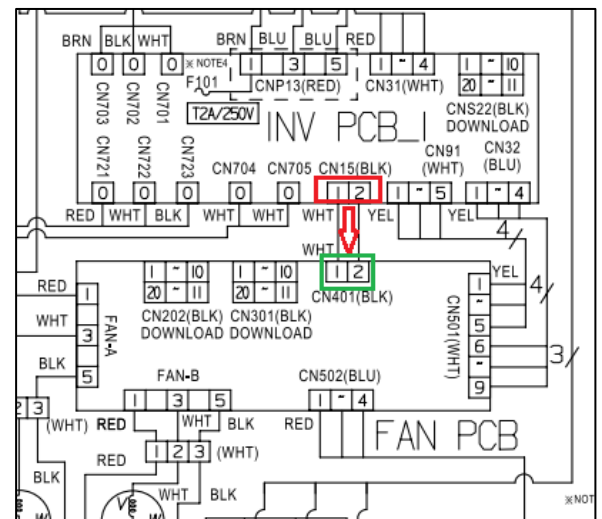 BRN BLK WHT BRN BLU BLU RED
0 0 0 ※ NOTE4 1 3 5 1 ~ 4 1 ~ 10
F101 CNP13(RED) CN31(WHT) 20 ~ 11
CN703 CN702 CN701 T2A/250V CNS22(BLK)
DOWNLOAD
INV PCB_I
CN91
(WHT)
CN32
(BLU)
CN721 CN722 CN723 CN704 CN705 CN15(BLK)
0 0 0 0 0 1 2 1 ~ 5 1 ~ 4
RED WHT BLK WHT WHT WHT YEL YEL
4
WHT
1 ~ 10 1 ~ 10 1 2
20 ~ 11 20 ~ 11 CN401(BLK)
CN202(BLK) CN301(BLK)
DOWNLOAD DOWNLOAD
RED 1
WHT 3
BLK 5
FAN-A
YEL
1 ~ 5 6 ~ 9
CN501(WHT)
4
3
FAN-B CN502(BLU)
1 3 5 1 ~ 4
2 3
(WHT) RED WHT BLK RED
FAN PCB
RED 1 2 3 (WHT)
BLK V WHT BLK
W
※NOT